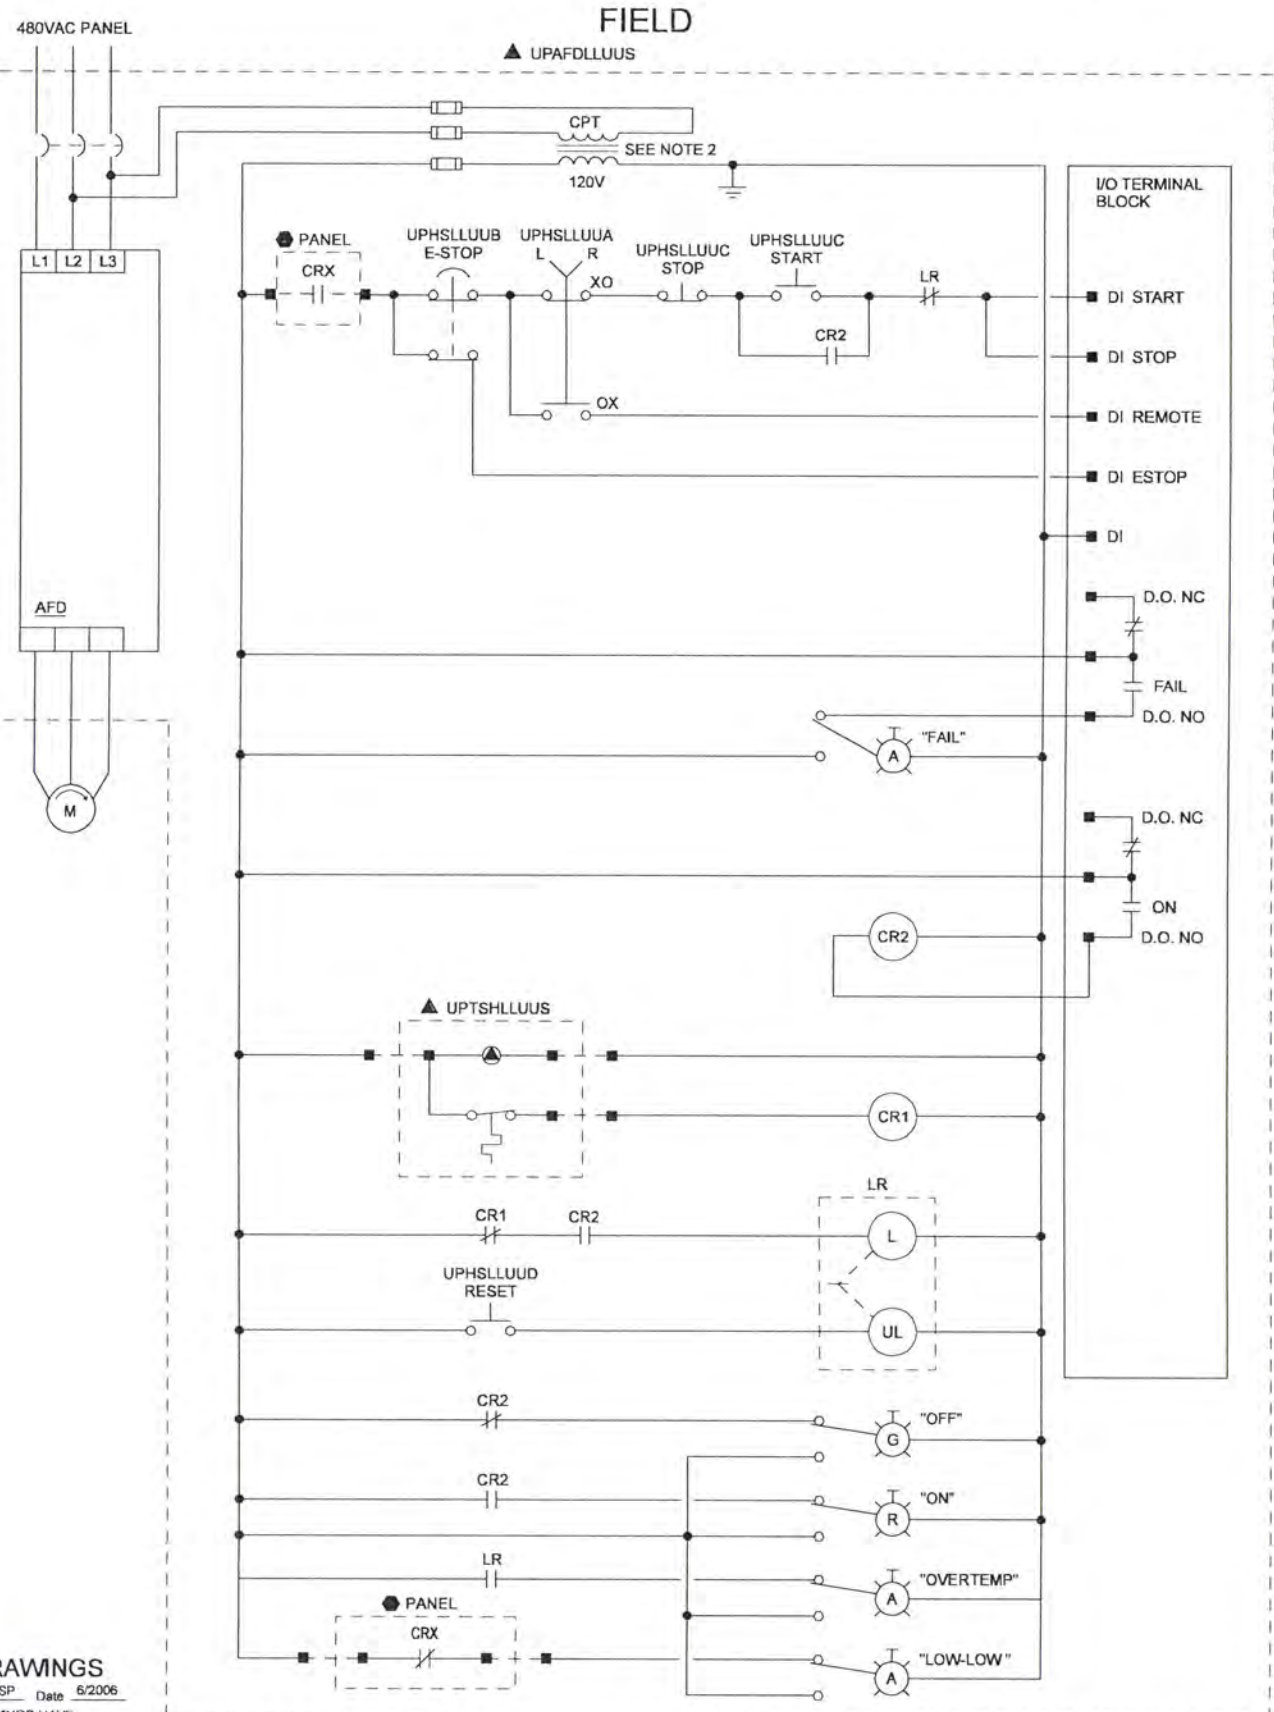 FIELD
480VAC PANEL
UPAFDLLUUS
CPT
SEE NOTE 2
120V
I/O TERMINAL
BLOCK
L1 L2 L3
PANEL
CRX
UPHSLLUUB
E-STOP
UPHSLLUUA
L R
XO
UPHSLLUUC
STOP
UPHSLLUUC
START
LR
DI START
CR2
DI STOP
OX
DI REMOTE
DI ESTOP
DI
AFD
D.O. NC
FAIL
D.O. NO
"FAIL"
A
M
D.O. NC
ON
D.O. NO
CR2
UPTSHLLUUS
CR1
LR
CR1
CR2
L
UPHSLLUUD
RESET
UL
CR2
"OFF"
G
CR2
"ON"
R
LR
"OVERTEMP"
A
PANEL
CRX
"LOW-LOW"
A
RAWINGS
SP Date 6/2006